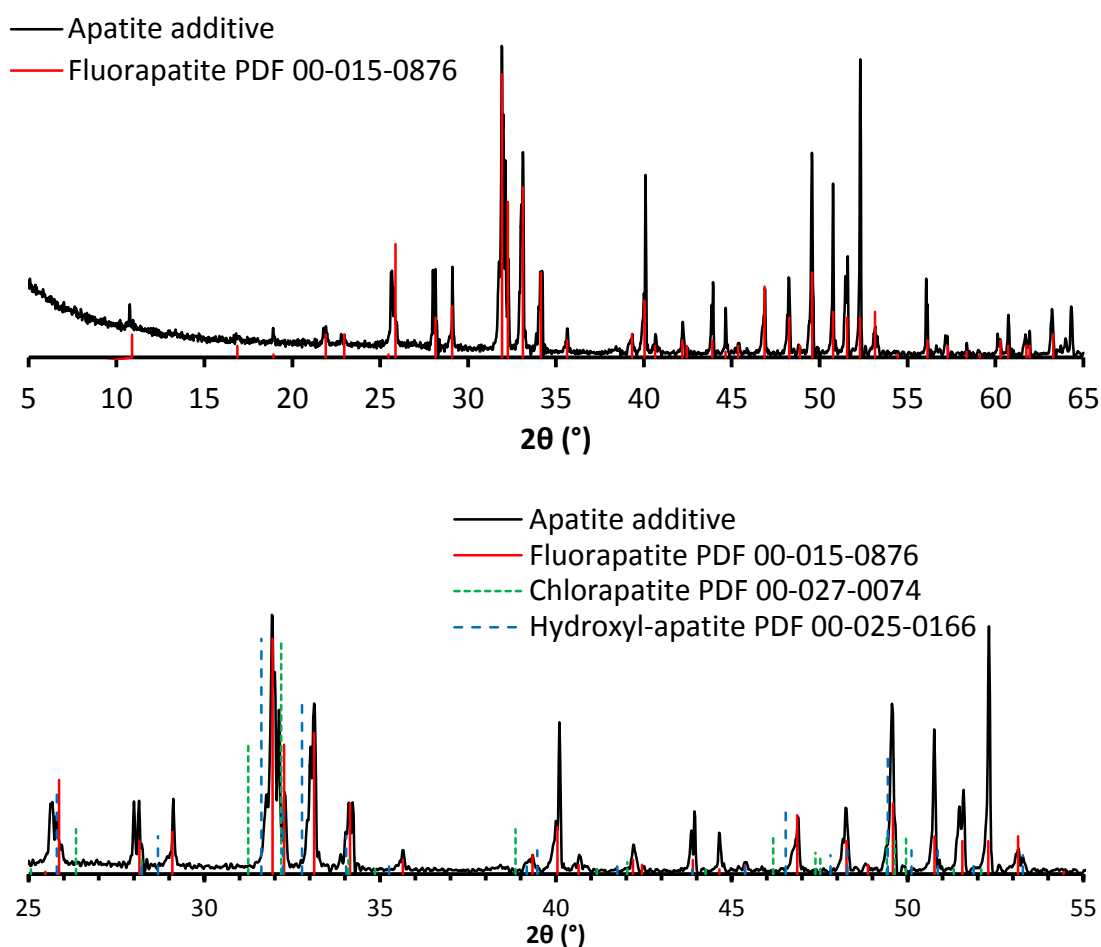 Apatite additive
Fluorapatite PDF 00-015-0876
5 10 15 20 25 30 35 40 45 50 55 60 65
2θ (°)
Apatite additive
Fluorapatite PDF 00-015-0876
Chlorapatite PDF 00-027-0074
Hydroxyl-apatite PDF 00-025-0166
25 30 35 40 45 50 55
2θ (°)